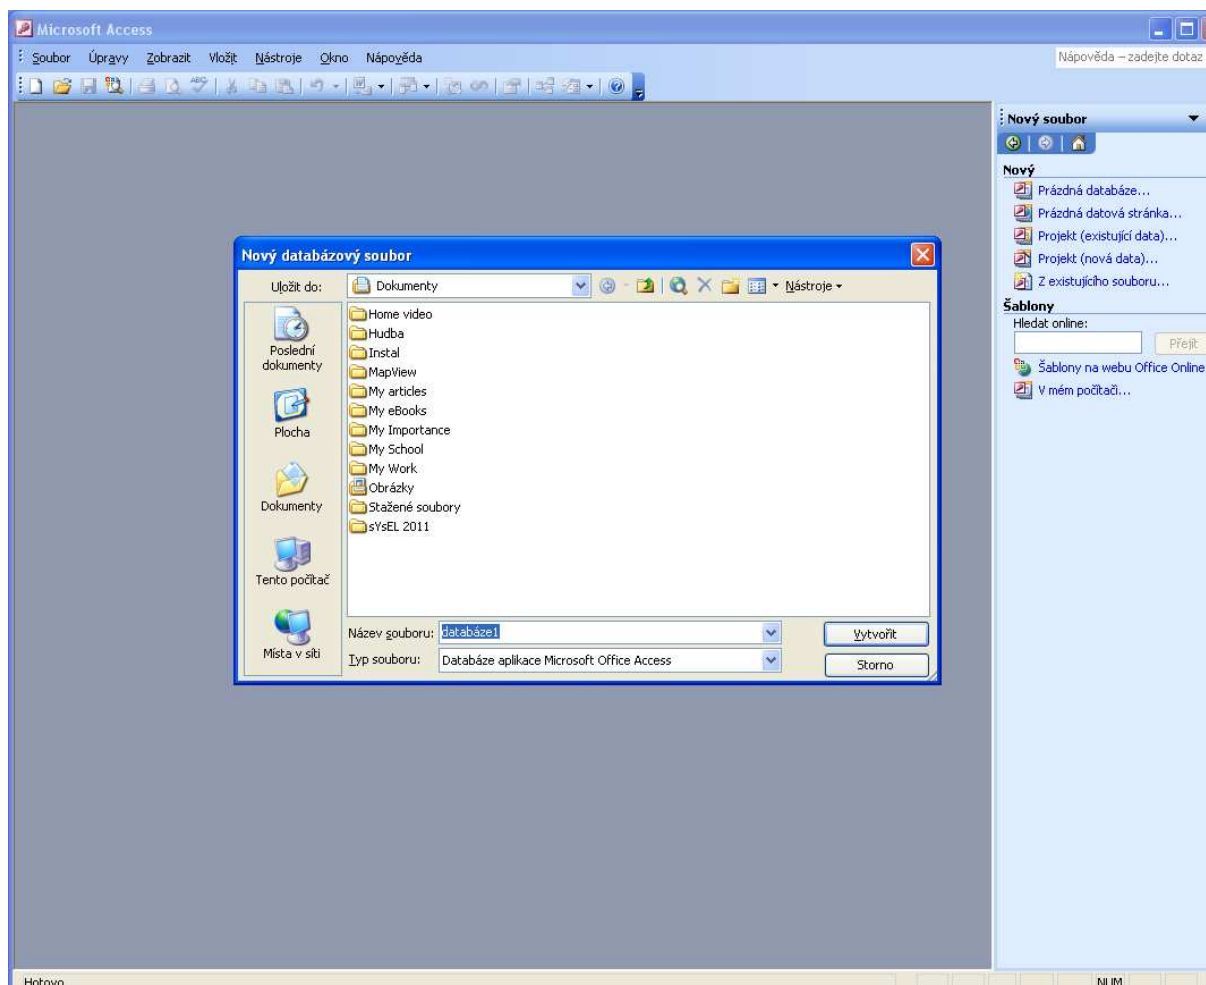 Microsoft Access
Soubor Úpravy Zobrazit Vložit Nástroje Okno Nápověda
Nápověda – zadejte dotaz
Nový soubor
Nový
Prázdná databáze...
Prázdná datová stránka...
Projekt (existující data)...
Projekt (nová data)...
Z existujícího souboru...
Šablony
Hledat online:
Přejít
Šablony na webu Office Online
V mém počítači...
Nový databázový soubor
Uložit do:
Dokumenty
Nástroje
Poslední
dokumenty
Plocha
Dokumenty
Tento počítač
Místa v síti
Home video
Hudba
Instal
MapView
My articles
My eBooks
My Importance
My School
My Work
Obrázky
Stažené soubory
sYsEL 2011
Název souboru:
databáze1
Vytvořit
Typ souboru:
Databáze aplikace Microsoft Office Access
Storno
Hotovo
NUM